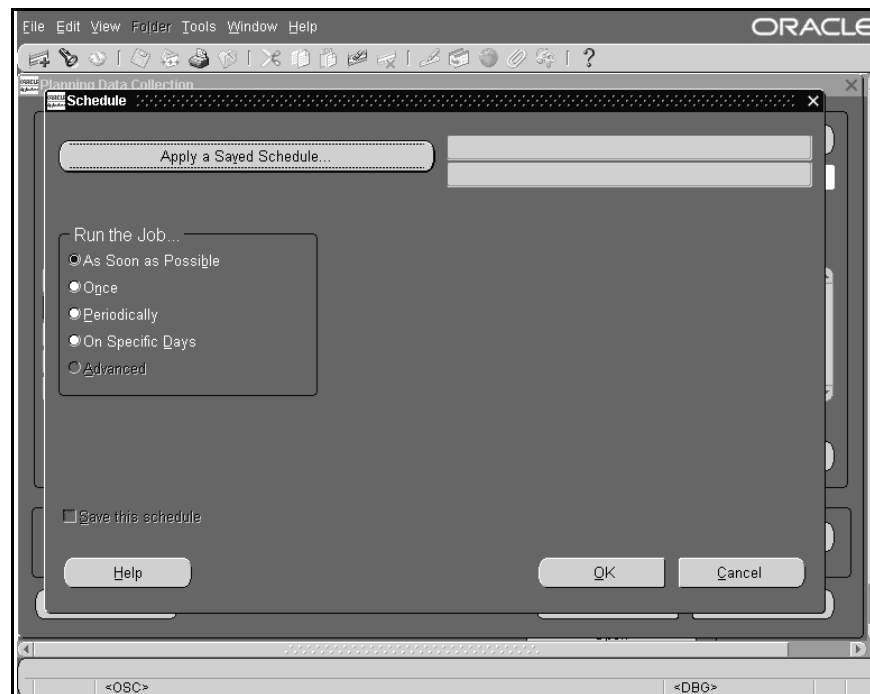 File Edit View Folder Tools Window Help
ORACLE
Planning Data Collection
Schedule
Apply a Saved Schedule...
Run the Job...
As Soon as Possible
Once
Periodically
On Specific Days
Advanced
Save this schedule
Help
OK
Cancel
<OSC>
<DBG>